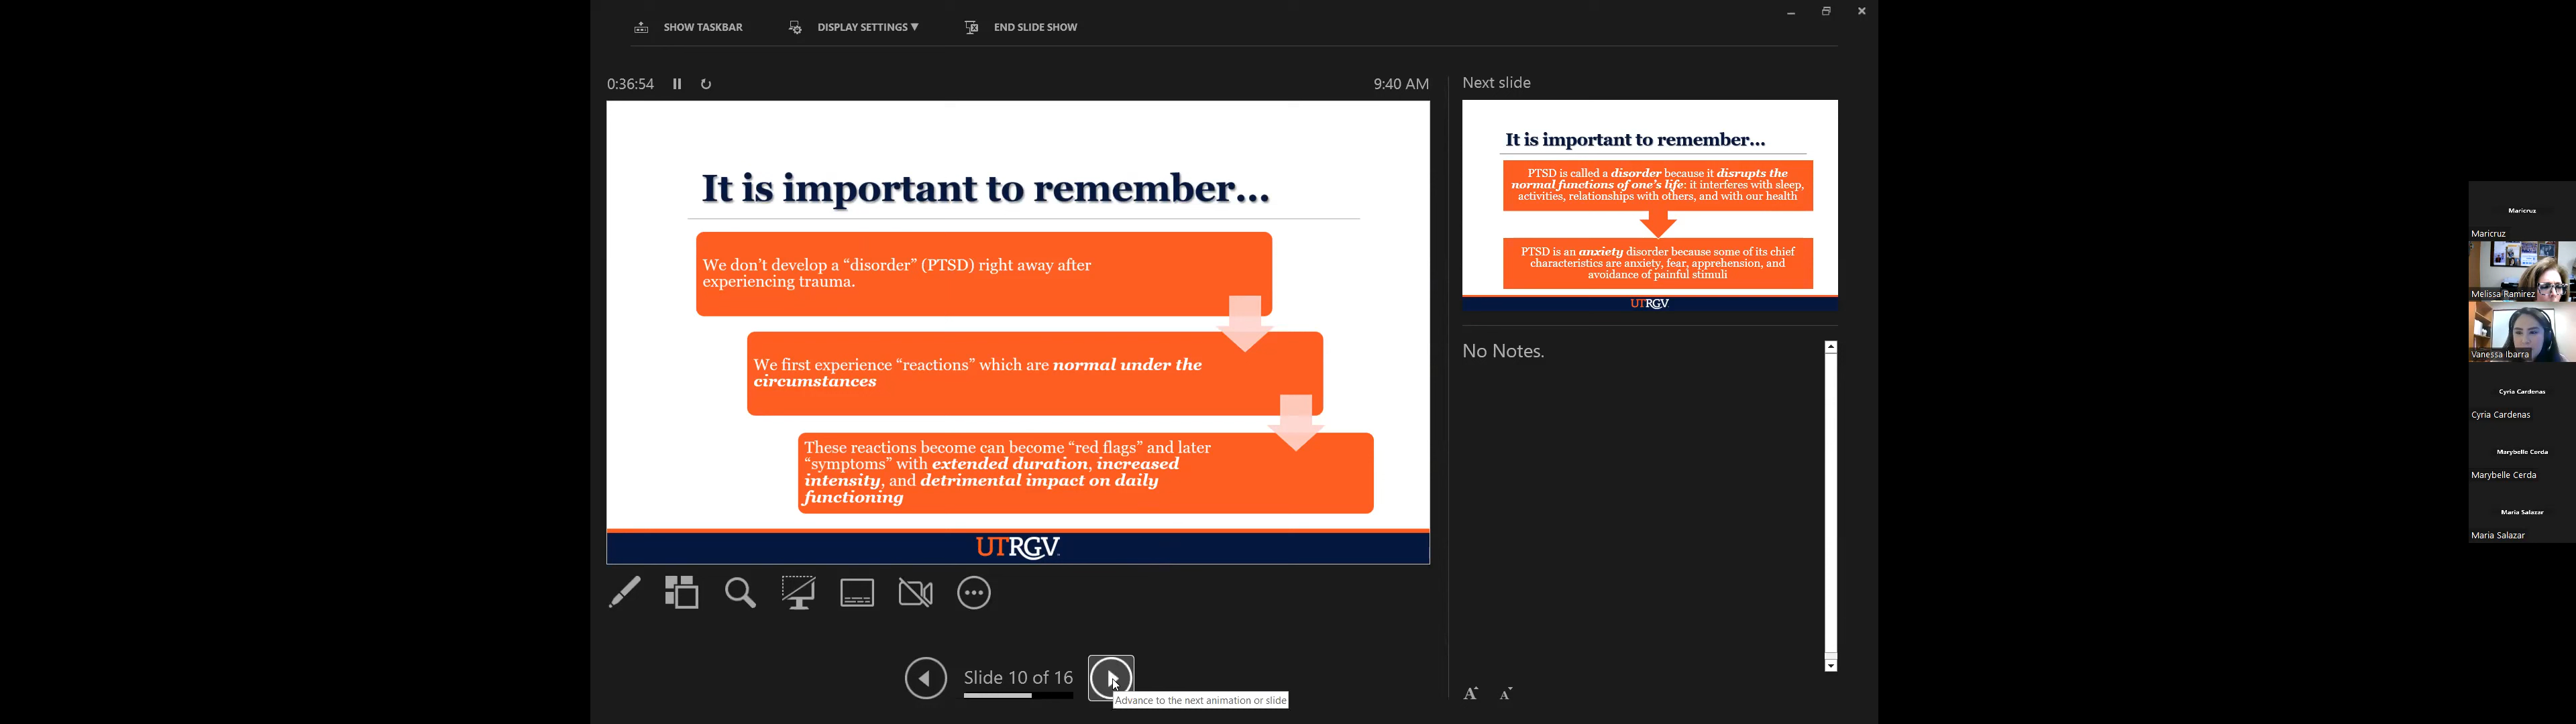 SHOW TASKBAR
DISPLAY SETTINGS ▼
END SLIDE SHOW
0:36:54
9:40 AM
It is important to remember...
We don't develop a “disorder” (PTSD) right away after
experiencing trauma.
We first experience “reactions” which are normal under the
circumstances
These reactions become can become “red flags” and later
“symptoms” with extended duration, increased
intensity, and detrimental impact on daily
functioning
UTRGV
Slide 10 of 16
Advance to the next animation or slide
Next slide
It is important to remember...
PTSD is called a disorder because it disrupts the
normal functions of one's life: it interferes with sleep,
activities, relationships with others, and with our health
PTSD is an anxiety disorder because some of its chief
characteristics are anxiety, fear, apprehension, and
avoidance of painful stimuli
UTRGV
No Notes.
A
A
Maricruz
Maricruz
Melissa Ramirez
Vanessa Ibarra
Cyria Cardenas
Cyria Cardenas
Marybelle Cerda
Marybelle Cerda
Maria Salazar
Maria Salazar